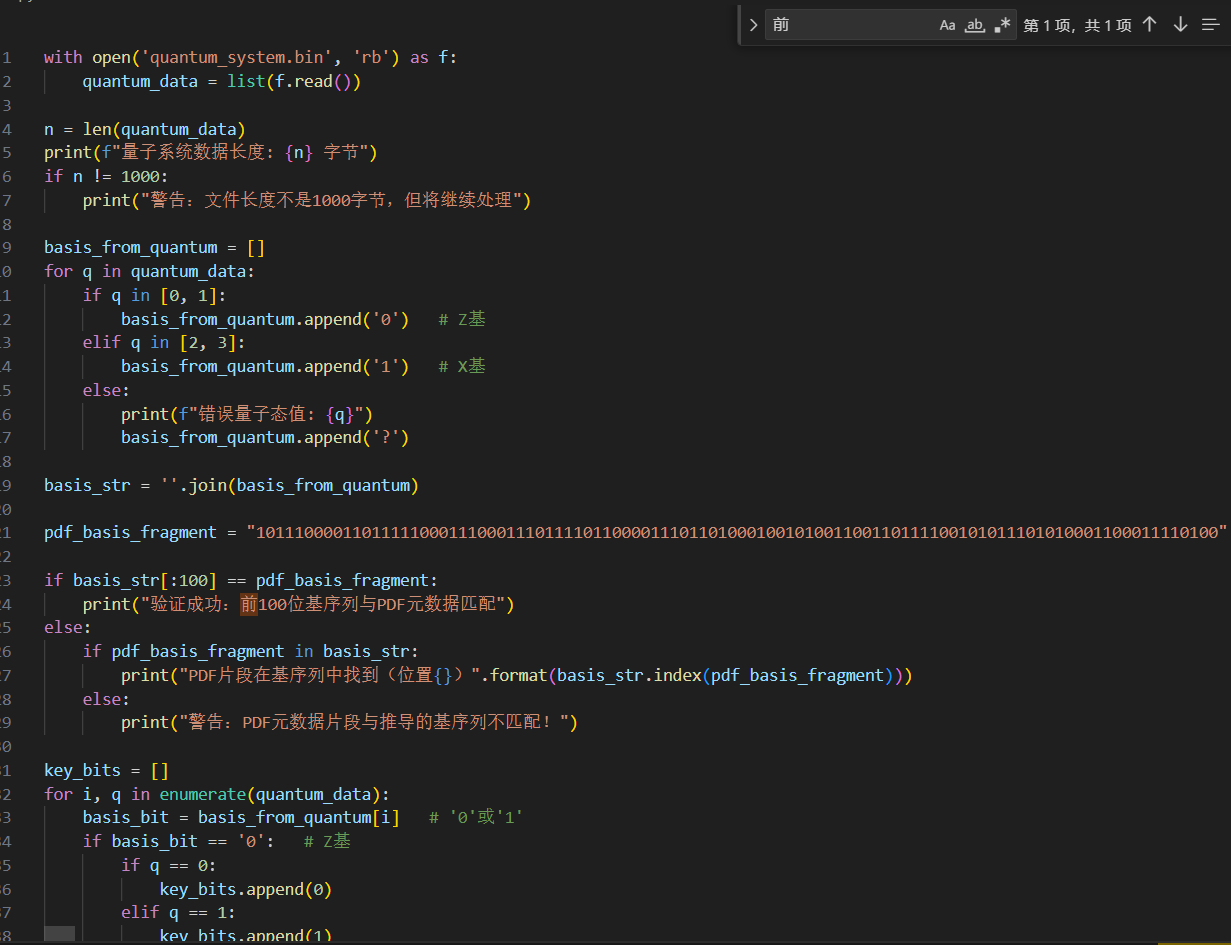 第 1 项，共 1 项
前 Aa ab .*
1 with open('quantum_system.bin', 'rb') as f:
2     quantum_data = list(f.read())
3
4 n = len(quantum_data)
5 print(f"量子系统数据长度: {n} 字节")
6 if n != 1000:
7     print("警告: 文件长度不是1000字节，但将继续处理")
8
9 basis_from_quantum = []
10 for q in quantum_data:
11     if q in [0, 1]:
12         basis_from_quantum.append('0')   # Z基
13     elif q in [2, 3]:
14         basis_from_quantum.append('1')   # X基
15     else:
16         print(f"错误量子态值: {q}")
17         basis_from_quantum.append('?')
18
19 basis_str = ''.join(basis_from_quantum)
20
21 pdf_basis_fragment = "1011100001101111100011100011101111011000011101101000100101001100110111100101011101010001100011110100"
22
23 if basis_str[:100] == pdf_basis_fragment:
24     print("验证成功: 前100位基序列与PDF元数据匹配")
25 else:
26     if pdf_basis_fragment in basis_str:
27         print("PDF片段在基序列中找到（位置{}）".format(basis_str.index(pdf_basis_fragment)))
28     else:
29         print("警告: PDF元数据片段与推导的基序列不匹配！")
30
31 key_bits = []
32 for i, q in enumerate(quantum_data):
33     basis_bit = basis_from_quantum[i]   # '0'或'1'
34     if basis_bit == '0':   # Z基
35         if q == 0:
36             key_bits.append(0)
37         elif q == 1:
38             key_bits.append(1)